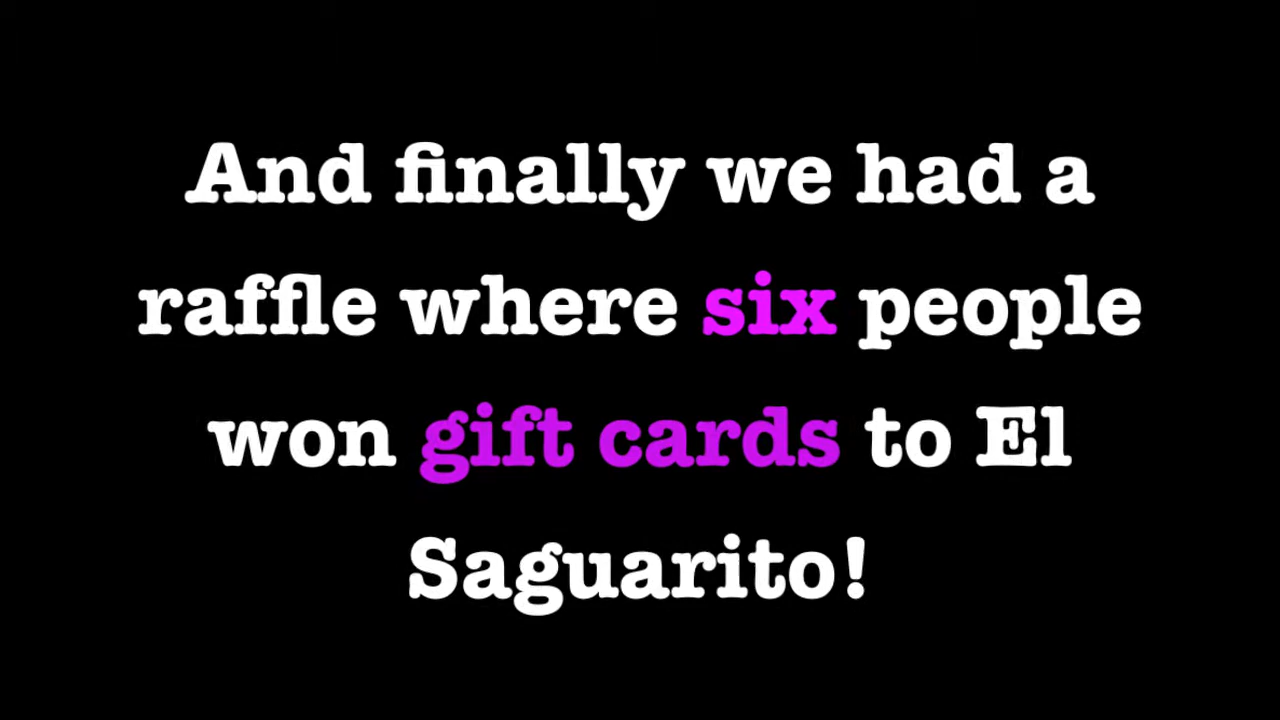 And finally we had a
raffle where six people
won gift cards to El
Saguarito!